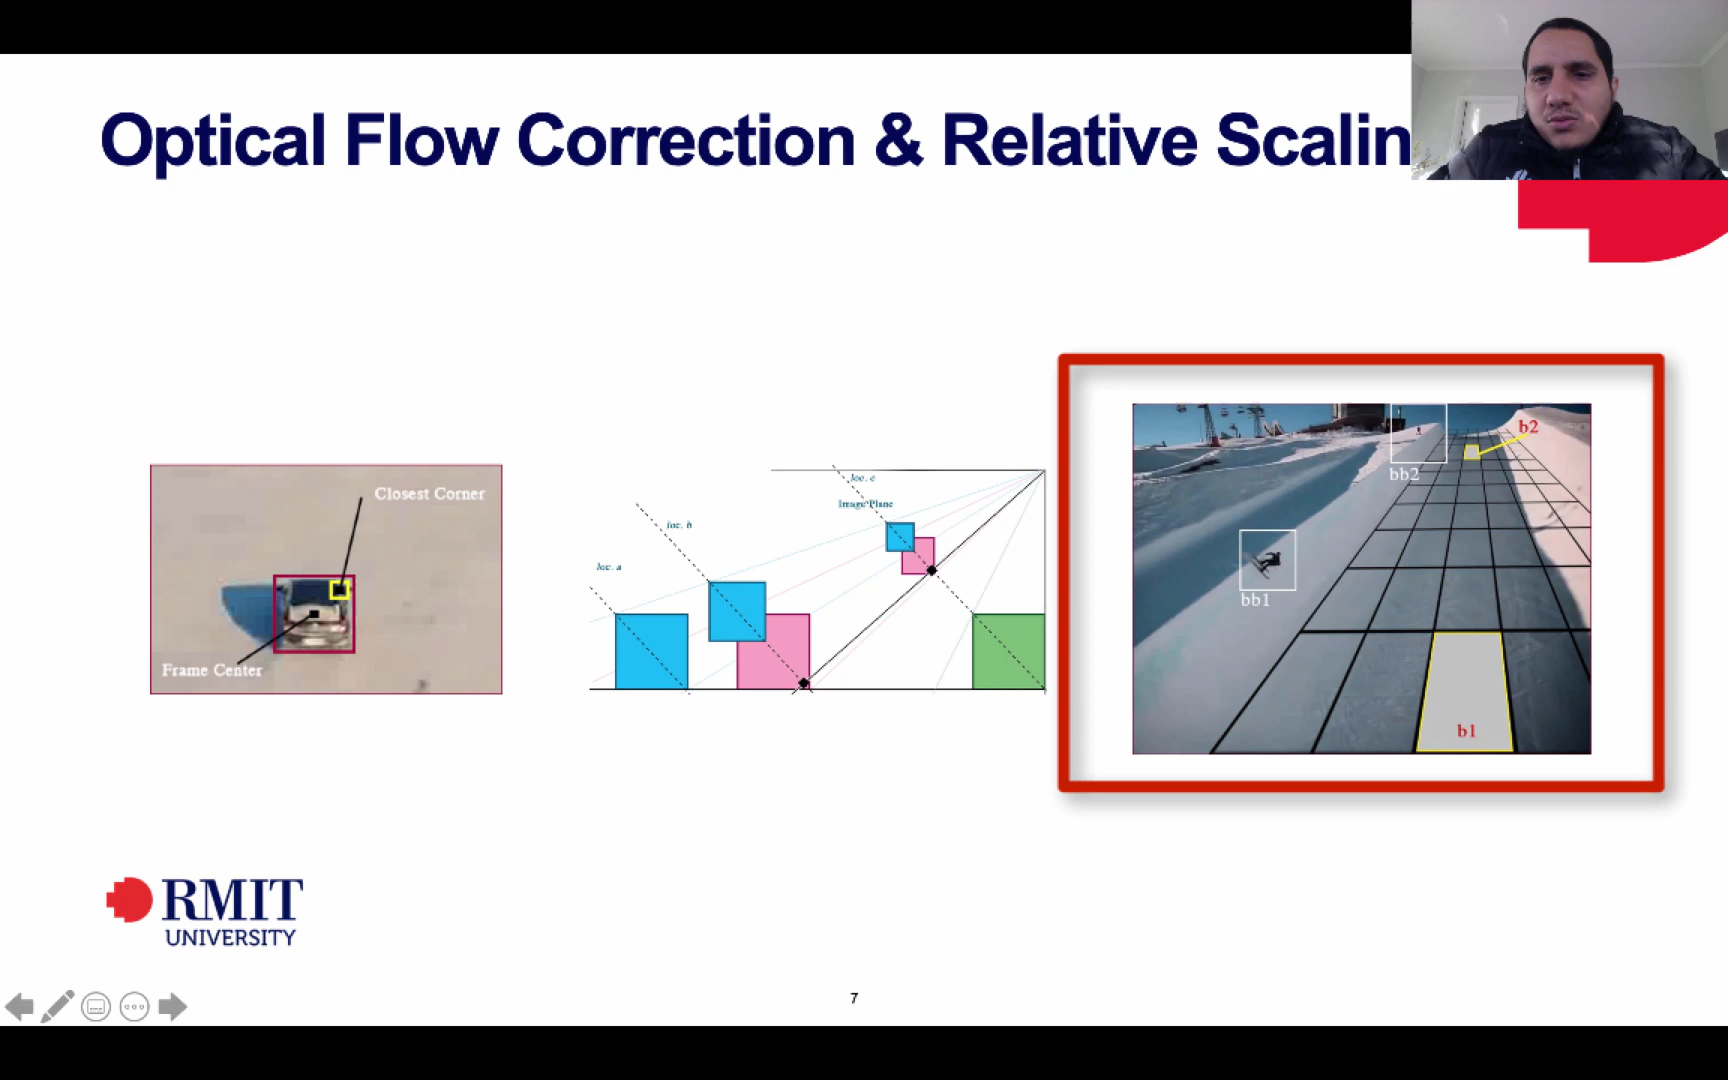 Optical Flow Correction & Relative Scalin
Closest Corner
Frame Center
loc. a
loc. b
loc. c
Image Plane
b2
bb2
bb1
b1
RMIT
UNIVERSITY
7